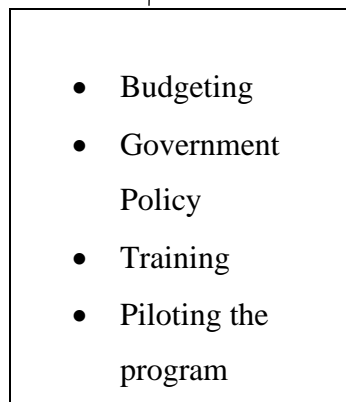 • Budgeting
• Government
Policy
• Training
• Piloting the
program